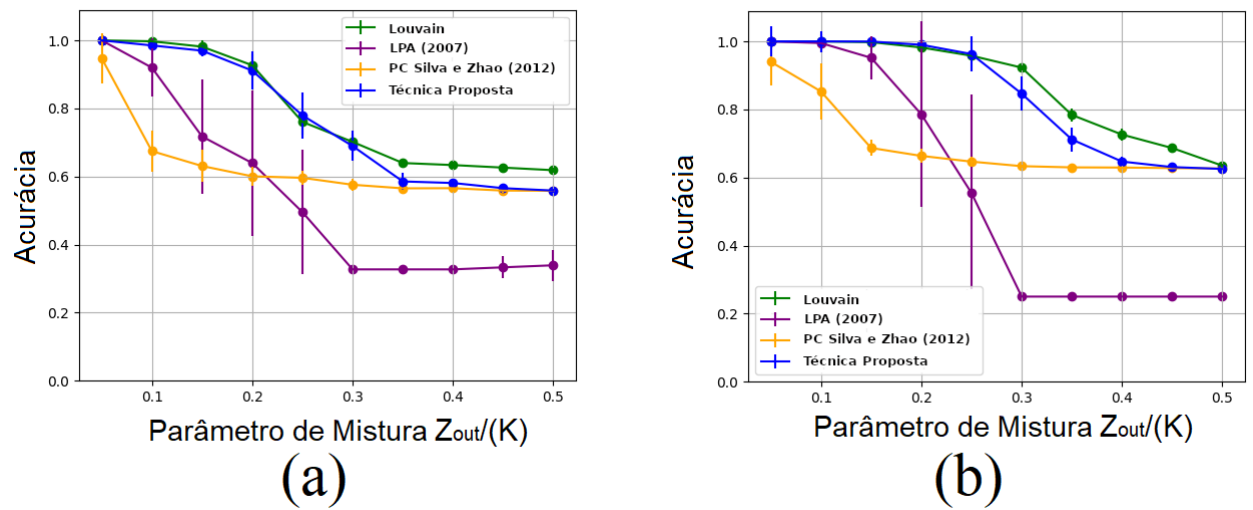 1.0
0.8
0.6
0.4
0.2
0.0
0.1
0.2
0.3
0.4
0.5
Acurácia
Louvain
LPA (2007)
PC Silva e Zhao (2012)
Técnica Proposta
Parâmetro de Mistura Zout/(K)
(a)
1.0
0.8
0.6
0.4
0.2
0.0
0.1
0.2
0.3
0.4
0.5
Acurácia
Louvain
LPA (2007)
PC Silva e Zhao (2012)
Técnica Proposta
Parâmetro de Mistura Zout/(K)
(b)